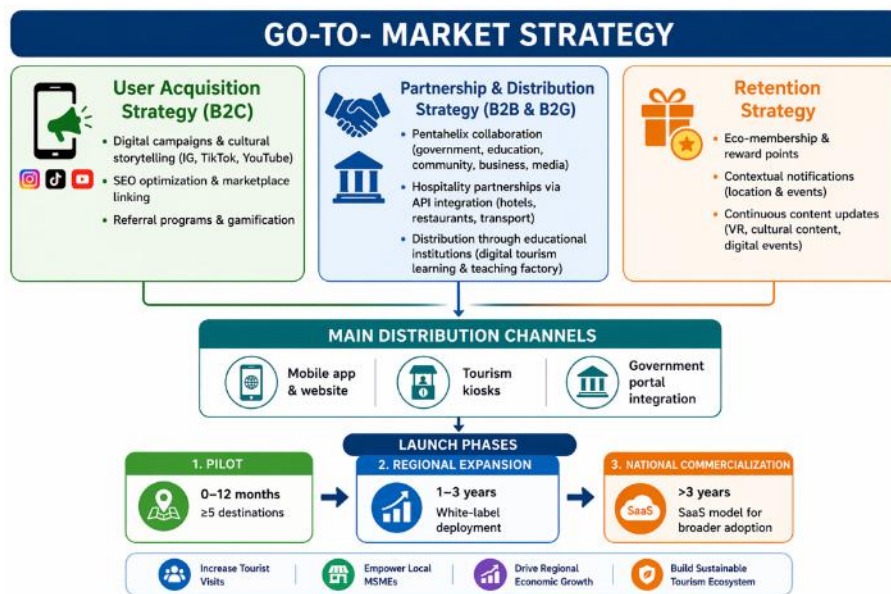 GO-TO- MARKET STRATEGY
User Acquisition
Strategy (B2C)
• Digital campaigns & cultural
storytelling (IG, TikTok, YouTube)
• SEO optimization & marketplace
linking
• Referral programs & gamification
Partnership & Distribution
Strategy (B2B & B2G)
• Pentahelix collaboration
(government, education,
community, business, media)
• Hospitality partnerships via
API integration (hotels,
restaurants, transport)
• Distribution through educational
institutions (digital tourism
learning & teaching factory)
Retention
Strategy
• Eco-membership &
reward points
• Contextual notifications
(location & events)
• Continuous content updates
(VR, cultural content,
digital events)
MAIN DISTRIBUTION CHANNELS
Mobile app
& website
Tourism
kiosks
Government
portal
integration
LAUNCH PHASES
1. PILOT
0–12 months
≥5 destinations
2. REGIONAL EXPANSION
1–3 years
White-label
deployment
3. NATIONAL COMMERCIALIZATION
SaaS
>3 years
SaaS model for
broader adoption
Increase Tourist
Visits
Empower Local
MSMEs
Drive Regional
Economic Growth
Build Sustainable
Tourism Ecosystem